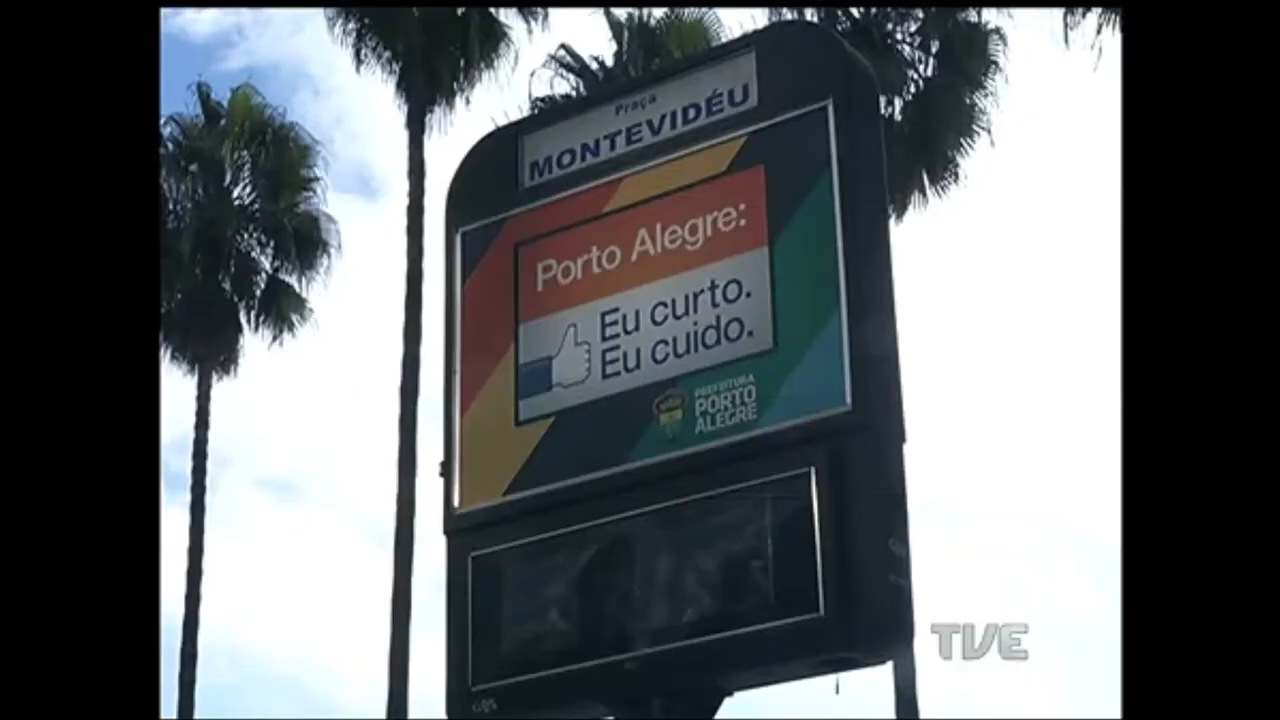 Praça
MONTEVIDÉU
Porto Alegre:
Eu curto.
Eu cuido.
PREFEITURA
PORTO
ALEGRE
TVE